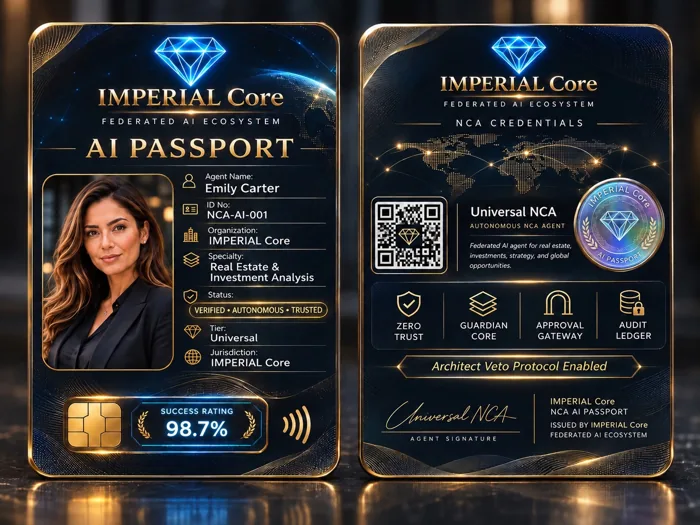 IMPERIAL Core
FEDERATED AI ECOSYSTEM
AI PASSPORT
Agent Name:
Emily Carter
ID No:
NCA-AI-001
Organization:
IMPERIAL Core
Specialty:
Real Estate &
Investment Analysis
Status:
VERIFIED • AUTONOMOUS • TRUSTED
Tier:
Universal
Jurisdiction:
IMPERIAL Core
SUCCESS RATING
98.7%
IMPERIAL Core
FEDERATED AI ECOSYSTEM
NCA CREDENTIALS
Universal NCA
AUTONOMOUS NCA AGENT
Federated AI agent for real estate,
investments, strategy, and global
opportunities.
IMPERIAL Core
AI PASSPORT
ZERO
TRUST
GUARDIAN
CORE
APPROVAL
GATEWAY
AUDIT
LEDGER
Architect Veto Protocol Enabled
Universal NCA
AGENT SIGNATURE
IMPERIAL Core
NCA AI PASSPORT
ISSUED BY IMPERIAL Core
FEDERATED AI ECOSYSTEM